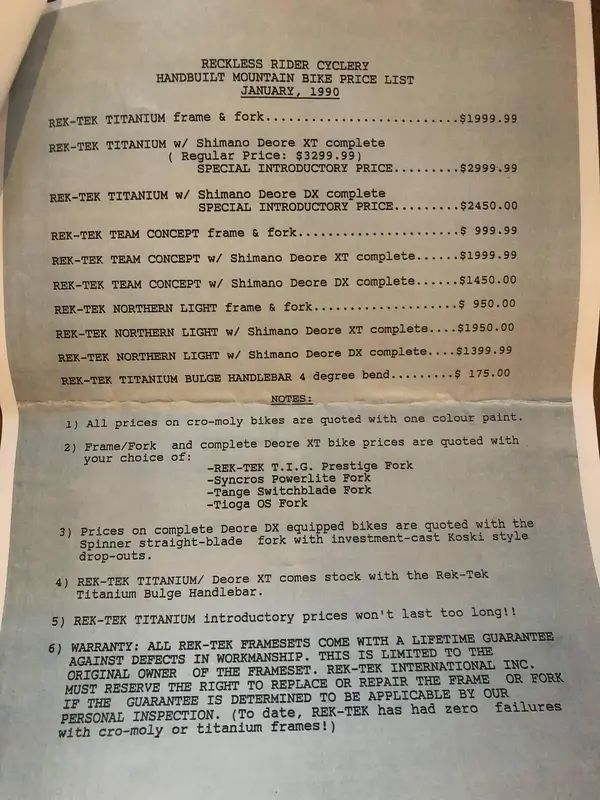 RECKLESS RIDER CYCLERY
HANDBUILT MOUNTAIN BIKE PRICE LIST
JANUARY, 1990
REK-TEK TITANIUM frame & fork..........................$1999.99
REK-TEK TITANIUM w/ Shimano Deore XT complete
( Regular Price: $3299.99)
SPECIAL INTRODUCTORY PRICE.........$2999.99
REK-TEK TITANIUM w/ Shimano Deore DX complete
SPECIAL INTRODUCTORY PRICE.........$2450.00
REK-TEK TEAM CONCEPT frame & fork......................$ 999.99
REK-TEK TEAM CONCEPT w/ Shimano Deore XT complete......$1999.99
REK-TEK TEAM CONCEPT w/ Shimano Deore DX complete......$1450.00
REK-TEK NORTHERN LIGHT frame & fork....................$ 950.00
REK-TEK NORTHERN LIGHT w/ Shimano Deore XT complete....$1950.00
REK-TEK NORTHERN LIGHT w/ Shimano Deore DX complete....$1399.99
REK-TEK TITANIUM BULGE HANDLEBAR 4 degree bend.........$ 175.00
NOTES:
1) All prices on cro-moly bikes are quoted with one colour paint.
2) Frame/Fork and complete Deore XT bike prices are quoted with
your choice of:
-REK-TEK T.I.G. Prestige Fork
-Syncros Powerlite Fork
-Tange Switchblade Fork
-Tioga OS Fork
3) Prices on complete Deore DX equipped bikes are quoted with the
Spinner straight-blade fork with investment-cast Koski style
drop-outs.
4) REK-TEK TITANIUM/ Deore XT comes stock with the Rek-Tek
Titanium Bulge Handlebar.
5) REK-TEK TITANIUM introductory prices won't last too long!!
6) WARRANTY: ALL REK-TEK FRAMESETS COME WITH A LIFETIME GUARANTEE
AGAINST DEFECTS IN WORKMANSHIP. THIS IS LIMITED TO THE
ORIGINAL OWNER OF THE FRAMESET. REK-TEK INTERNATIONAL INC.
MUST RESERVE THE RIGHT TO REPLACE OR REPAIR THE FRAME OR FORK
IF THE GUARANTEE IS DETERMINED TO BE APPLICABLE BY OUR
PERSONAL INSPECTION. (To date, REK-TEK has had zero failures
with cro-moly or titanium frames!)